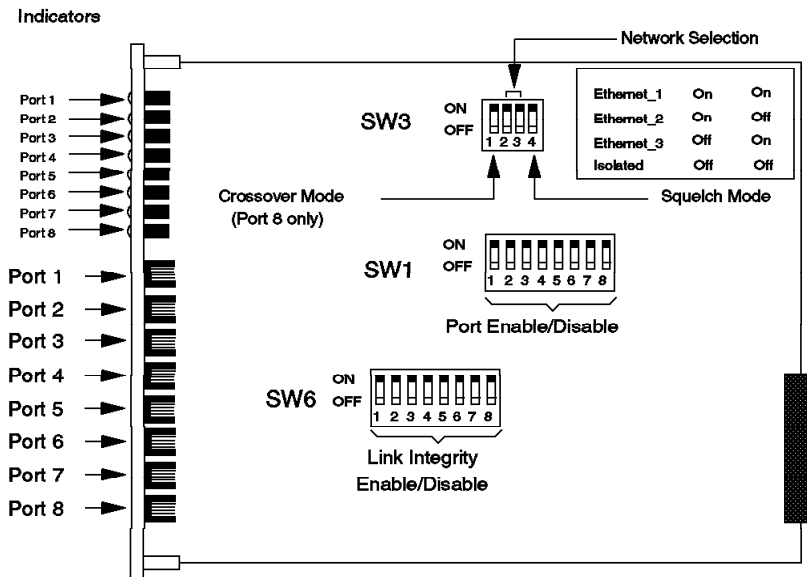 Indicators
Network Selection
Port 1
Port 2
Port 3
Port 4
Port 5
Port 6
Port 7
Port 8
SW3
ON
OFF
1 2 3 4
Ethernet_1 On On
Ethernet_2 On Off
Ethernet_3 Off On
Isolated Off Off
Crossover Mode
(Port 8 only)
Squelch Mode
SW1
ON
OFF
1 2 3 4 5 6 7 8
Port Enable/Disable
Port 1
Port 2
Port 3
Port 4
Port 5
Port 6
Port 7
Port 8
SW6
ON
OFF
1 2 3 4 5 6 7 8
Link Integrity
Enable/Disable